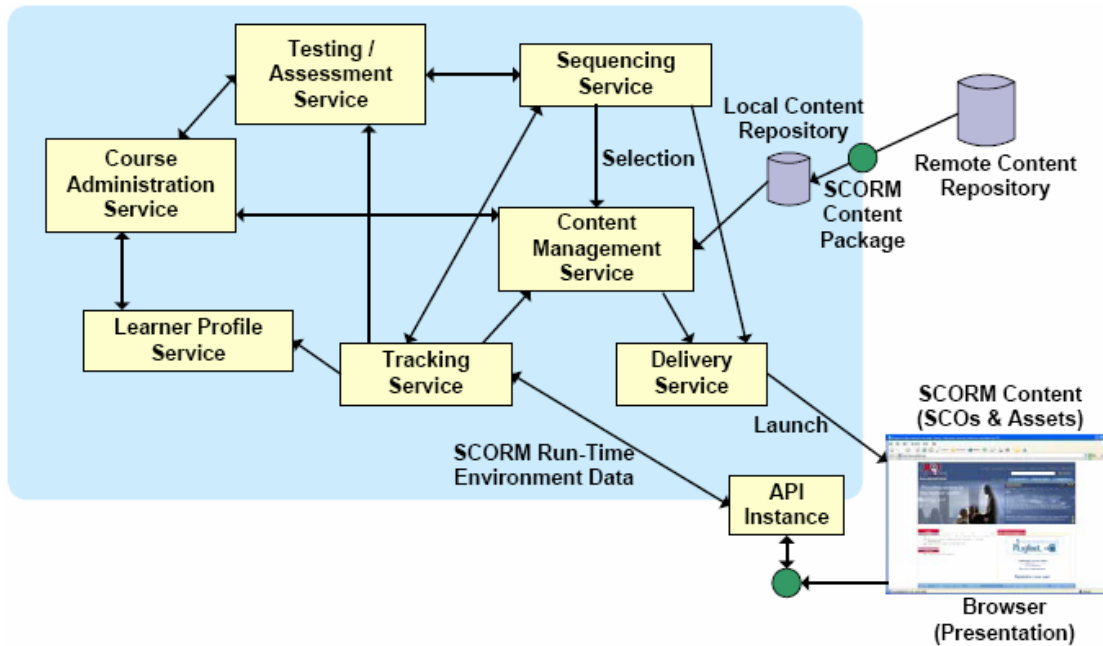 Testing /
Assessment
Service
Sequencing
Service
Local Content
Repository
Remote Content
Repository
Course
Administration
Service
Selection
SCORM
Content
Package
Content
Management
Service
Learner Profile
Service
Tracking
Service
Delivery
Service
SCORM Content
(SCOs & Assets)
Launch
SCORM Run-Time
Environment Data
API
Instance
Browser
(Presentation)